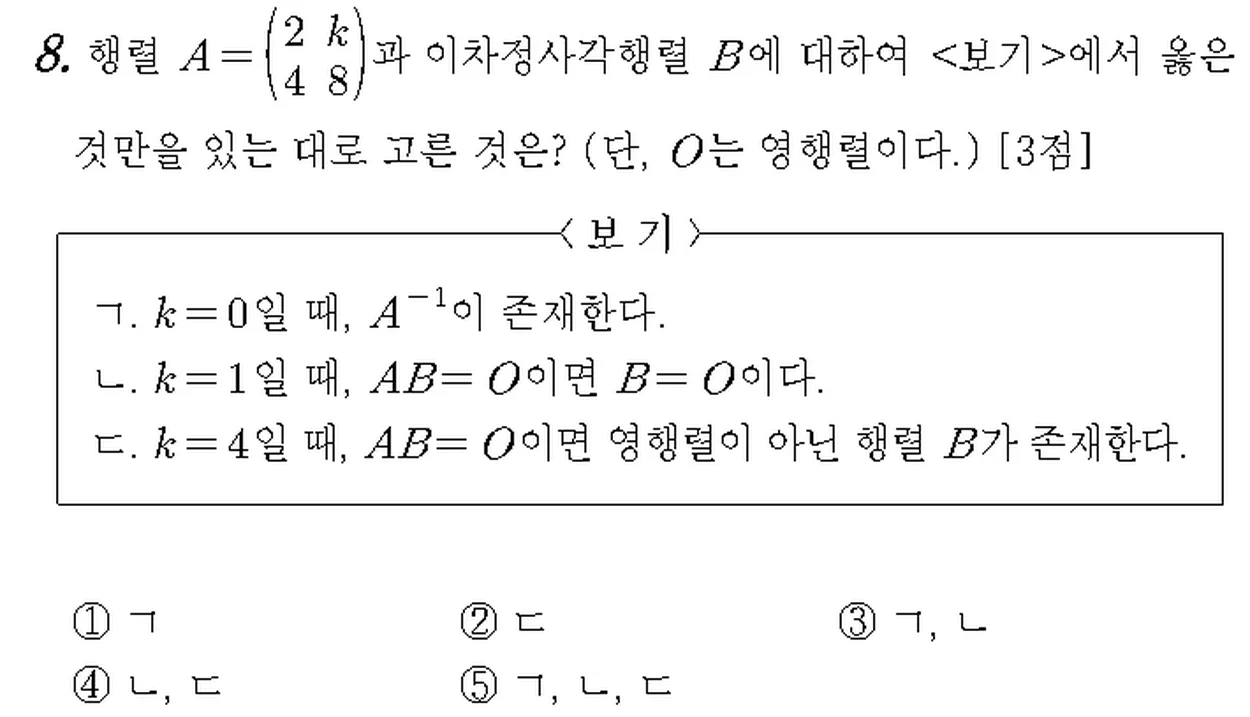 8. 행렬 A=(2 k
4 8)과 이차정사각행렬 B에 대하여 <보기>에서 옳은
것만을 있는 대로 고른 것은? (단, O는 영행렬이다.) [3점]
〈보 기〉
ㄱ. k=0일 때, A⁻¹이 존재한다.
ㄴ. k=1일 때, AB=O이면 B=O이다.
ㄷ. k=4일 때, AB=O이면 영행렬이 아닌 행렬 B가 존재한다.
① ㄱ ② ㄷ ③ ㄱ, ㄴ
④ ㄴ, ㄷ ⑤ ㄱ, ㄴ, ㄷ